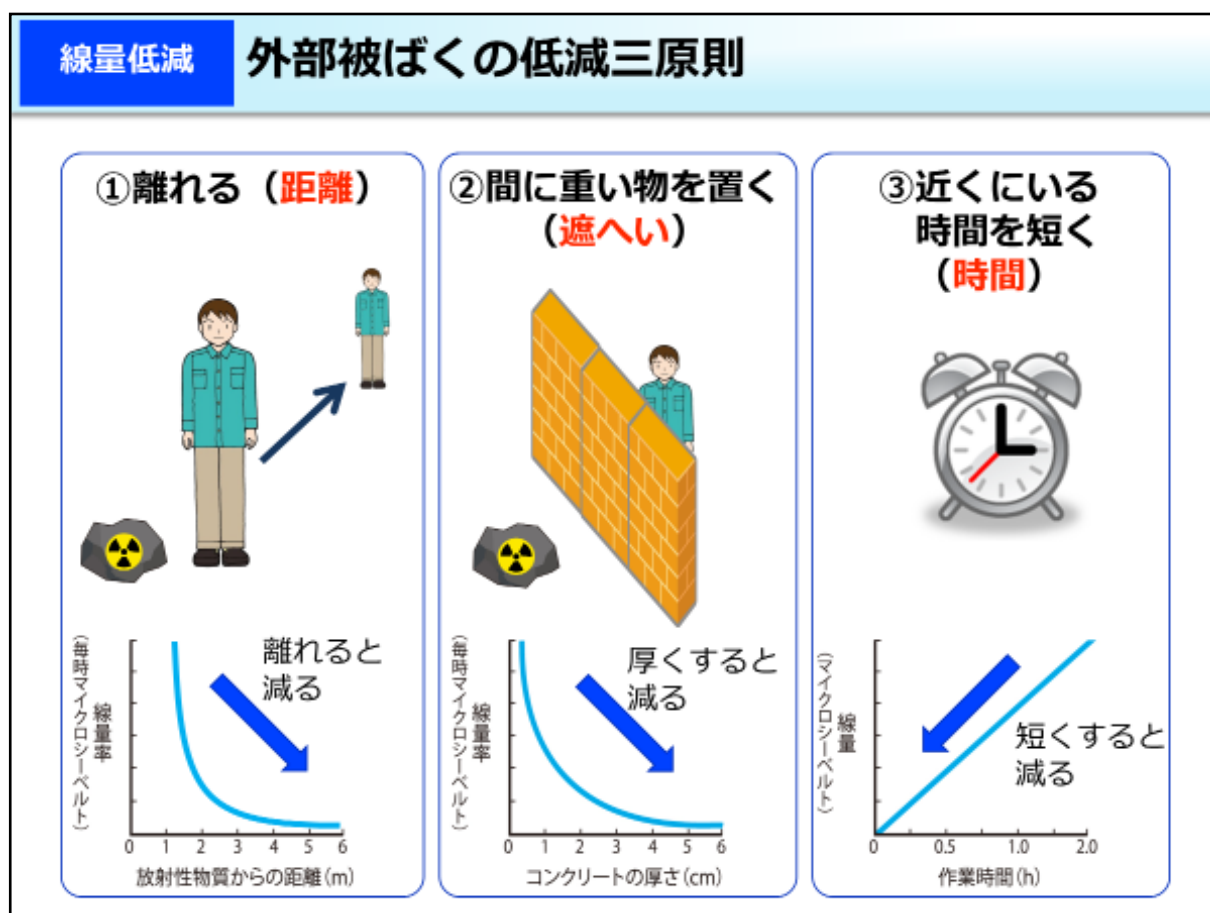 線量低減
外部被ばくの低減三原則
①離れる（距離）
②間に重い物を置く
（遮へい）
③近くにいる
時間を短く
（時間）
線量率
（毎時マイクロシーベルト）
離れると
減る
0 1 2 3 4 5 6
放射性物質からの距離(m)
線量率
（毎時マイクロシーベルト）
厚くすると
減る
0 1 2 3 4 5 6
コンクリートの厚さ(cm)
線量
（マイクロシーベルト）
短くすると
減る
0 0.5 1.0 2.0
作業時間(h)